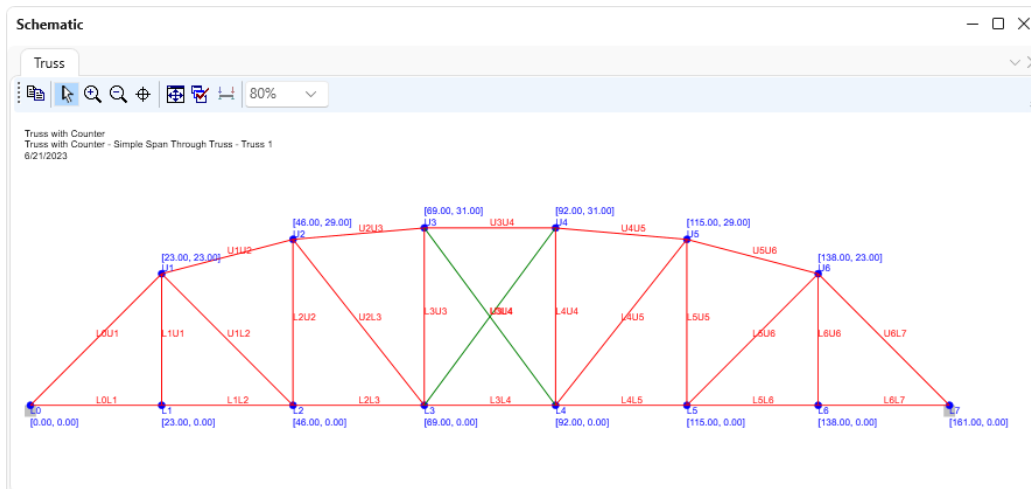 Schematic
Truss
80%
Truss with Counter
Truss with Counter - Simple Span Through Truss - Truss 1
6/21/2023
[69.00, 31.00]
[92.00, 31.00]
[46.00, 29.00]
U3
U3U4
U4
[115.00, 29.00]
U2U3
U4U5
U2
U5
[23.00, 23.00]
U1U2
U5U6
[138.00, 23.00]
U1
U6
L0U1
L1U1
U1L2
L2U2
U2L3
L3U3
L4U4
L4U5
L5U5
L5U6
L6U6
U6L7
L0L1
L1L2
L2L3
L3L4
L4L5
L5L6
L6L7
L0
L1
L2
L3
L4
L5
L6
L7
[0.00, 0.00]
[23.00, 0.00]
[46.00, 0.00]
[69.00, 0.00]
[92.00, 0.00]
[115.00, 0.00]
[138.00, 0.00]
[161.00, 0.00]